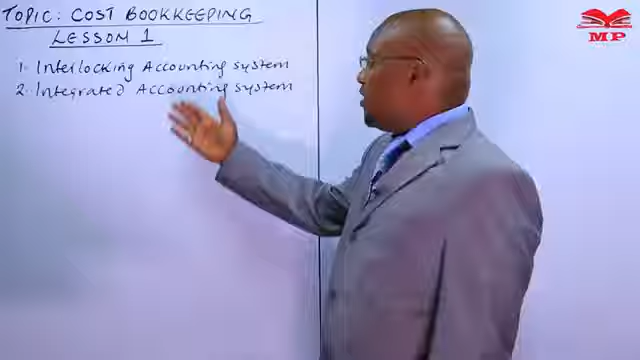 TOPIC: COST BOOKKEEPING
LESSON 1
1. Interlocking Accounting system
2. Integrated Accounting system
MP